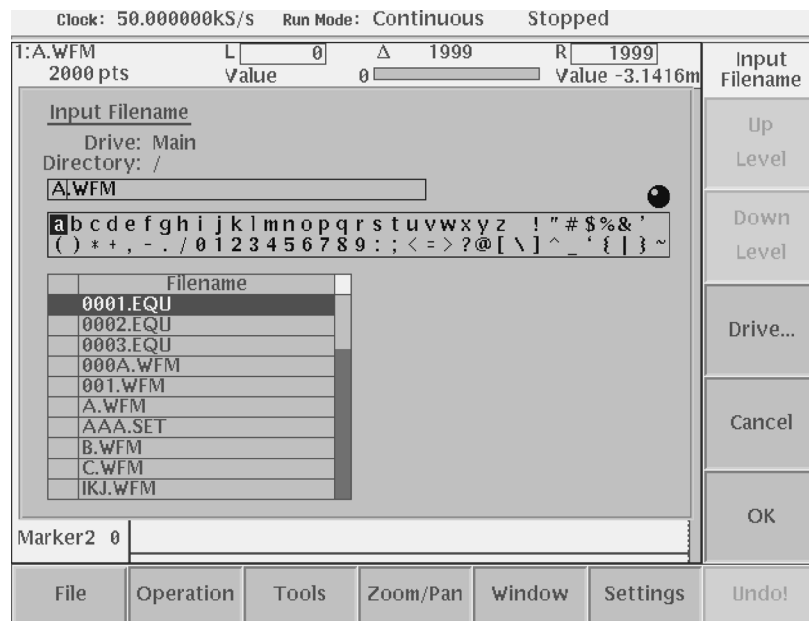 Clock: 50.000000kS/s Run Mode: Continuous Stopped
1:A.WFM L 0 Δ 1999 R 1999
2000 pts Value 0 Value -3.1416m
Input Filename
Drive: Main
Directory: /
A.WFM
a b c d e f g h i j k l m n o p q r s t u v w x y z ! " # $ % & '
( ) * + , - . / 0 1 2 3 4 5 6 7 8 9 : ; < = > ? @ [ \ ] ^ _ ‘ { | } ~
Filename
0001.EQU
0002.EQU
0003.EQU
000A.WFM
001.WFM
A.WFM
AAA.SET
B.WFM
C.WFM
IKJ.WFM
Marker2 0
Input
Filename
Up
Level
Down
Level
Drive...
Cancel
OK
File Operation Tools Zoom/Pan Window Settings Undo!